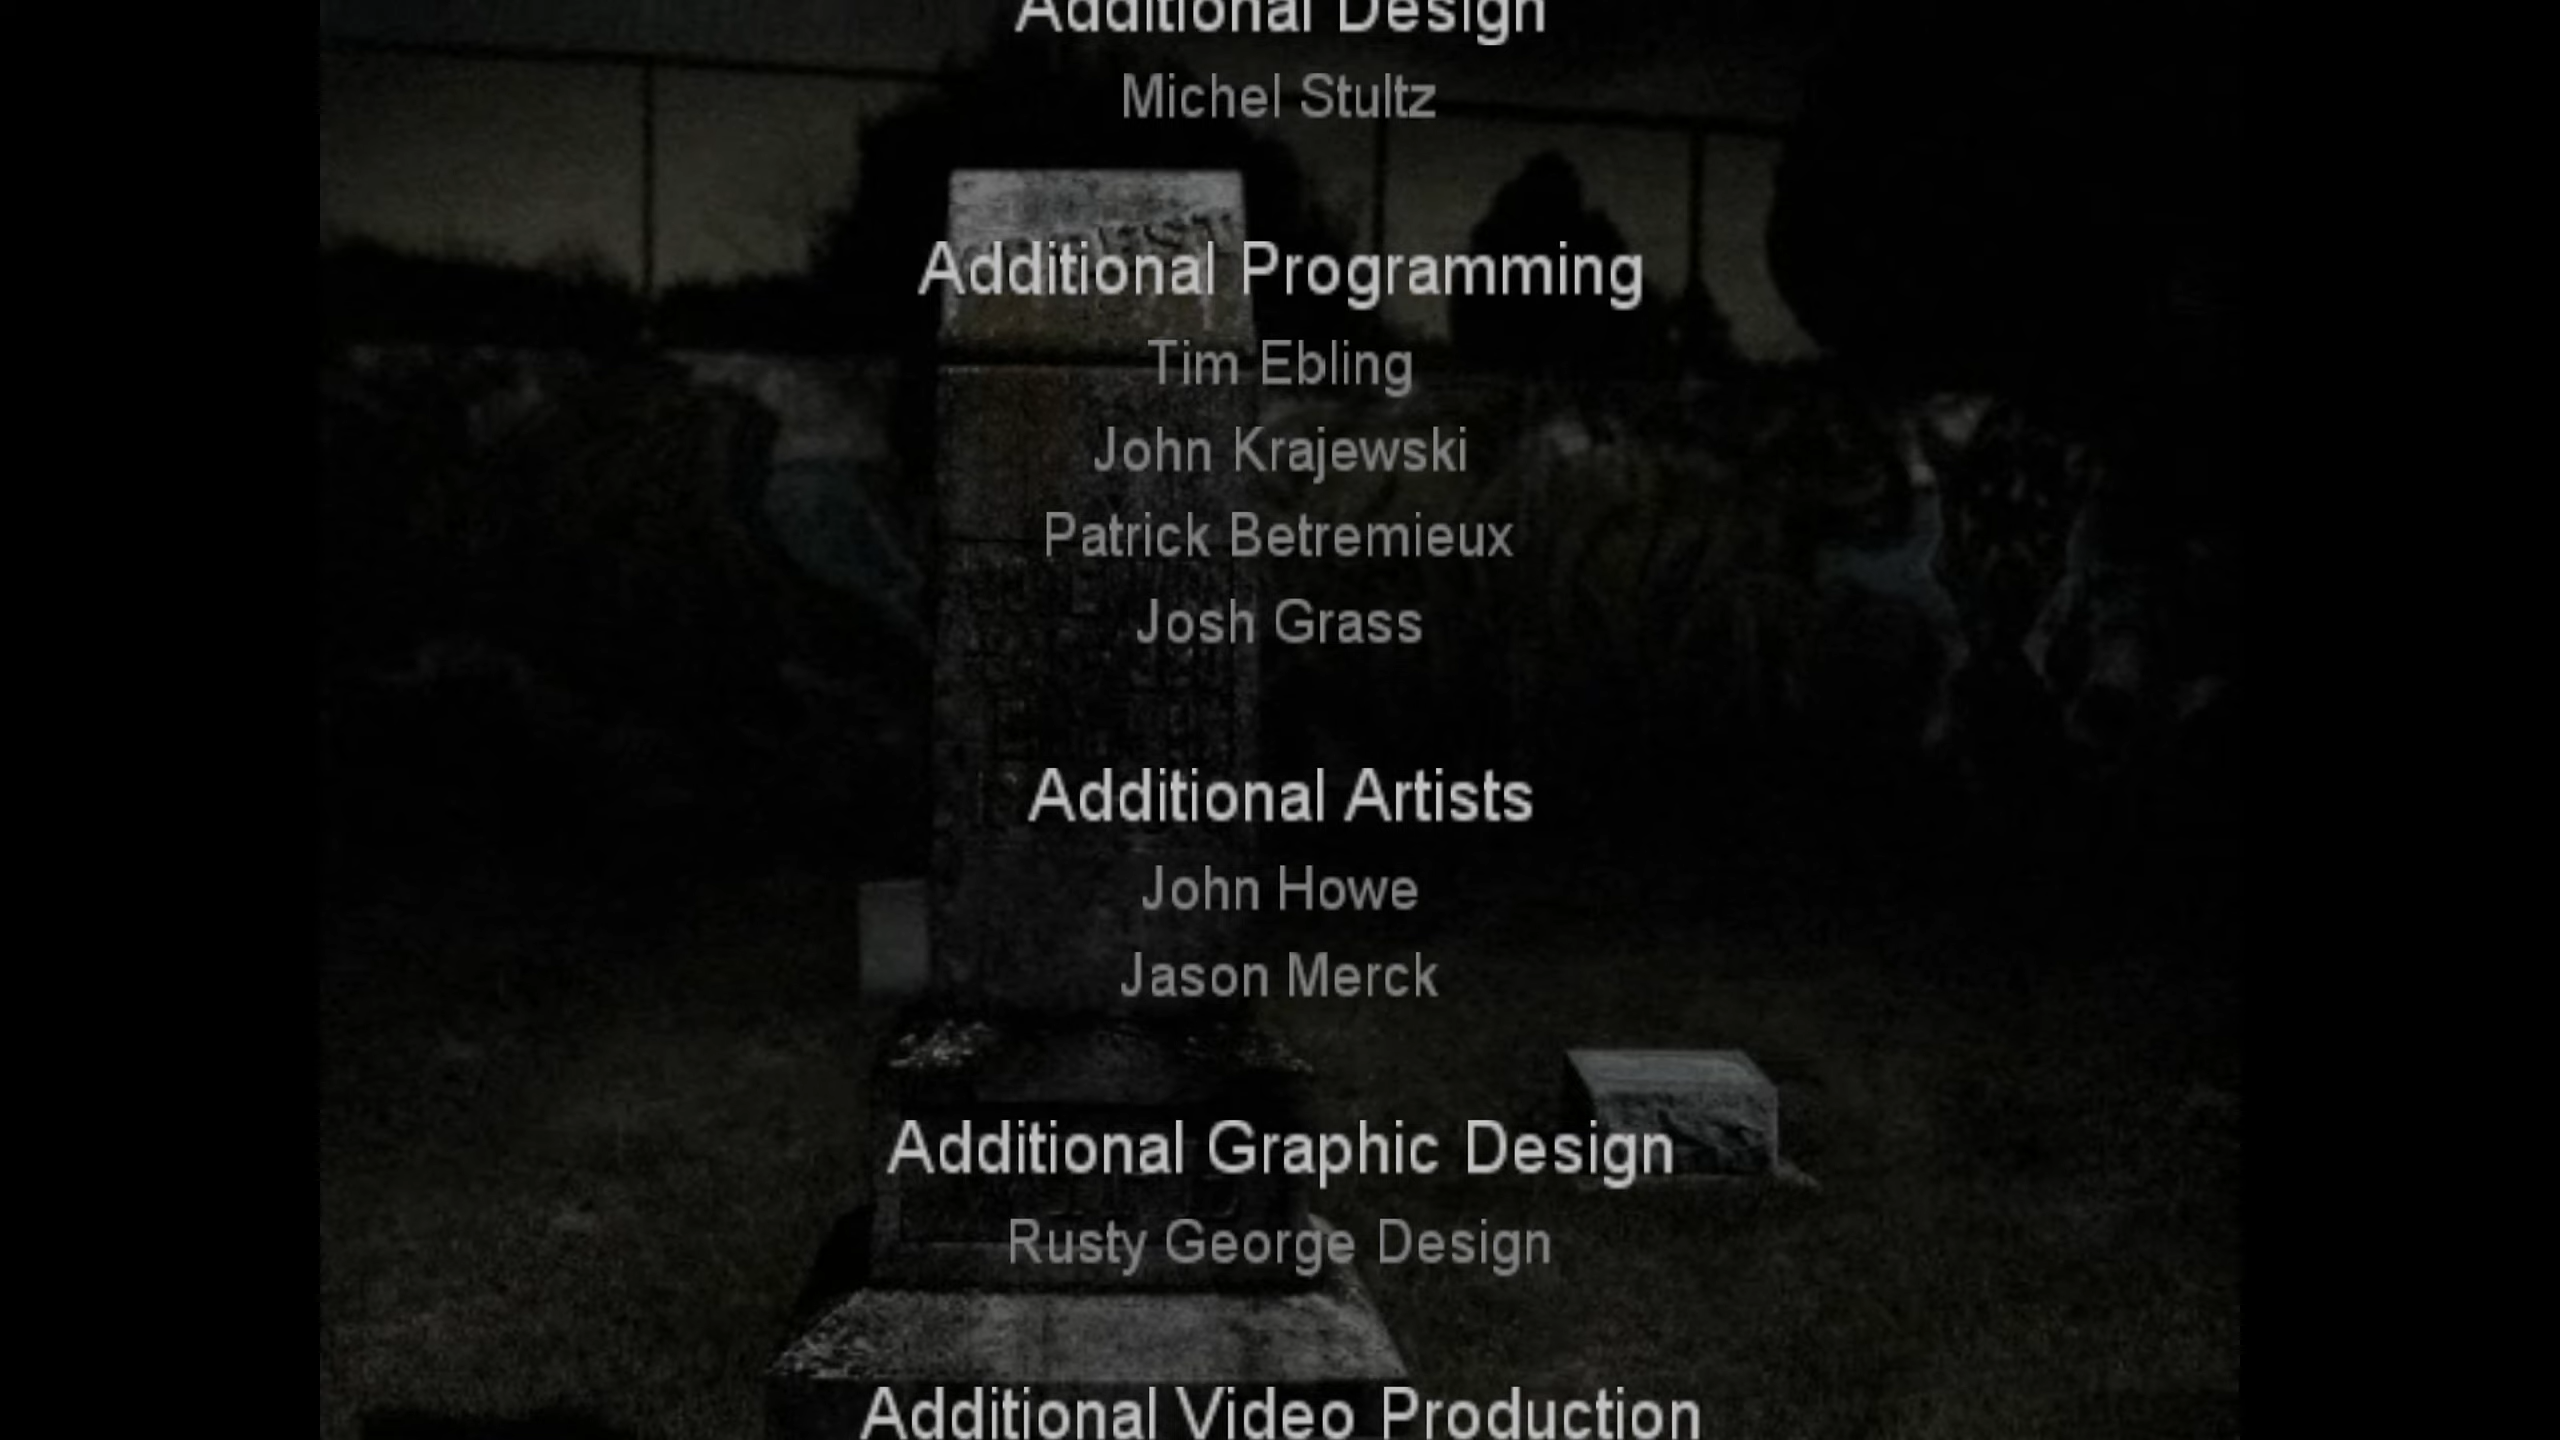 Additional Design
Michel Stultz
Additional Programming
Tim Ebling
John Krajewski
Patrick Betremieux
Josh Grass
Additional Artists
John Howe
Jason Merck
Additional Graphic Design
Rusty George Design
Additional Video Production